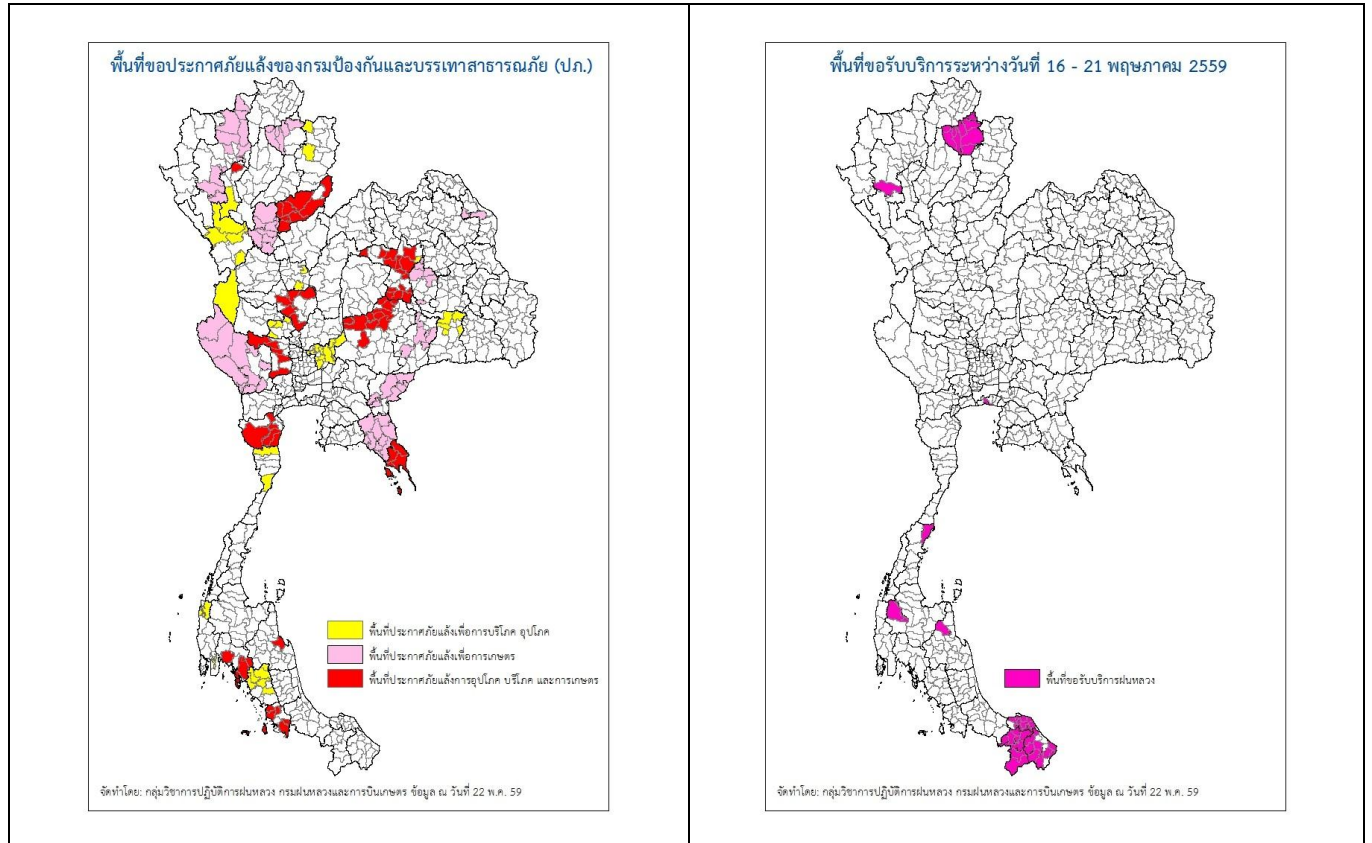 พื้นที่ขอประกาศภัยแล้งของกรมป้องกันและบรรเทาสาธารณภัย (ปภ.)
พื้นที่ประกาศภัยแล้งเพื่อการบริโภค อุปโภค
พื้นที่ประกาศภัยแล้งเพื่อการเกษตร
พื้นที่ประกาศภัยแล้งการอุปโภค บริโภค และการเกษตร
จัดทำโดย: กลุ่มวิชาการปฏิบัติการฝนหลวง กรมฝนหลวงและการบินเกษตร ข้อมูล ณ วันที่ 22 พ.ค. 59
พื้นที่ขอรับบริการระหว่างวันที่ 16 - 21 พฤษภาคม 2559
พื้นที่ขอรับบริการฝนหลวง
จัดทำโดย: กลุ่มวิชาการปฏิบัติการฝนหลวง กรมฝนหลวงและการบินเกษตร ข้อมูล ณ วันที่ 22 พ.ค. 59